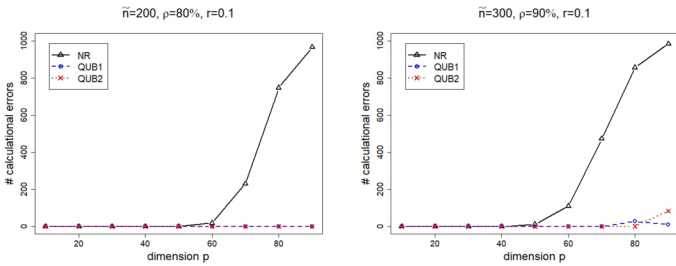 ñ=200, ρ=80%, r=0.1
# calculational errors
1000
800
600
400
200
0
NR
QUB1
QUB2
20 40 60 80
dimension p
ñ=300, ρ=90%, r=0.1
# calculational errors
1000
800
600
400
200
0
NR
QUB1
QUB2
20 40 60 80
dimension p